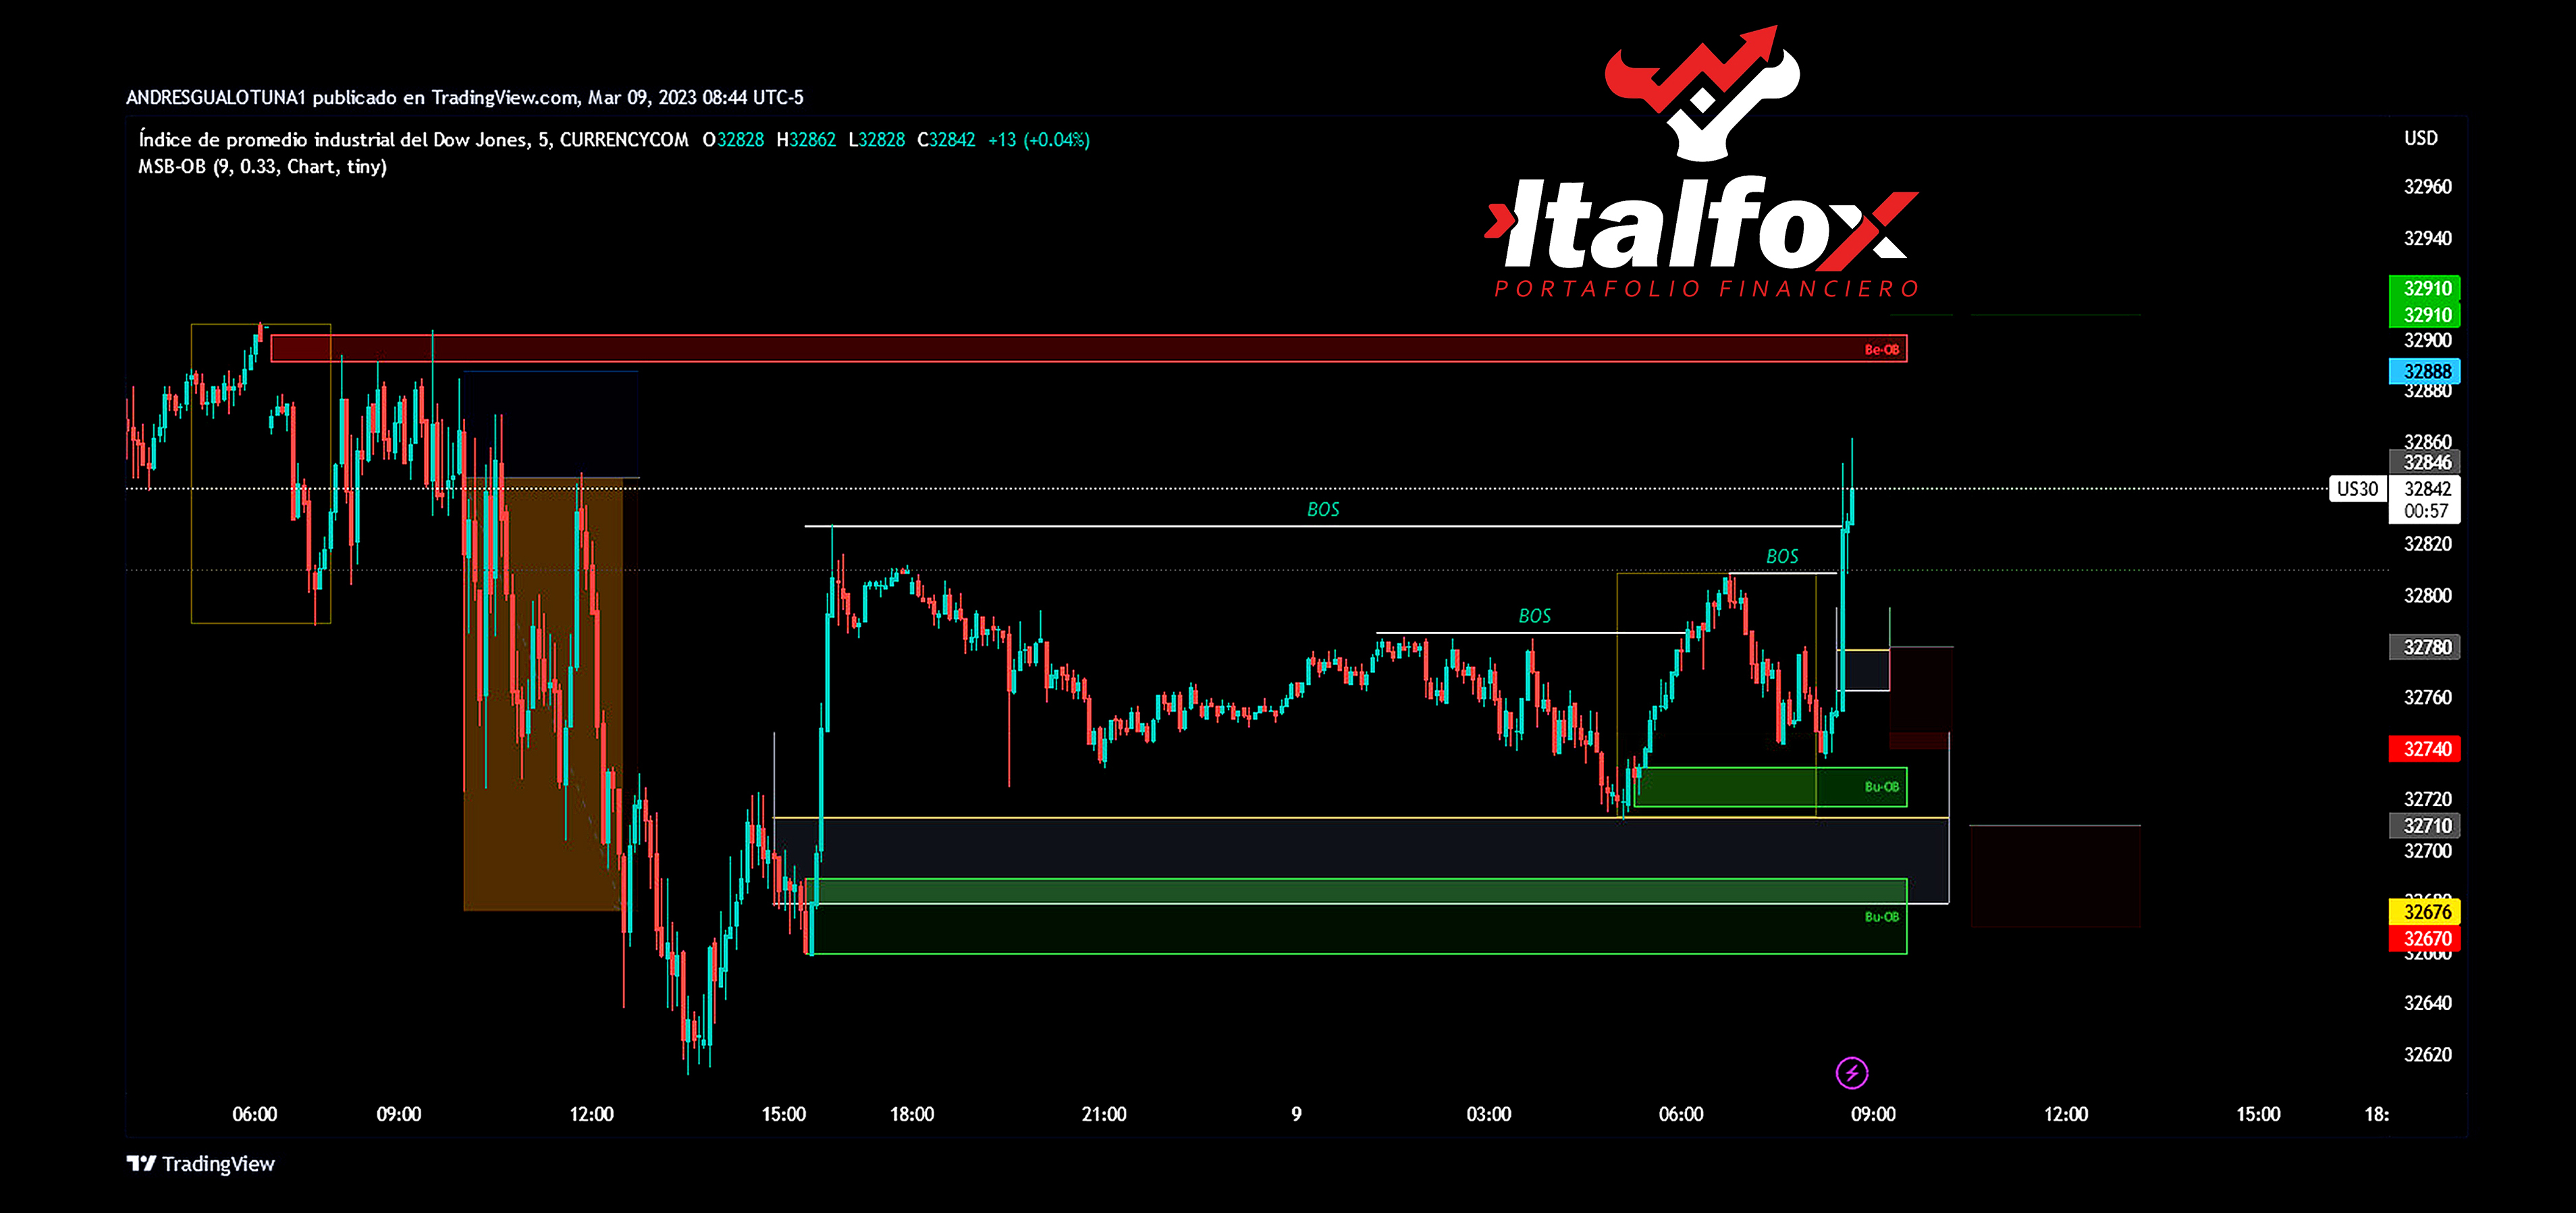 ANDRESGUALOTUNA1 publicado en TradingView.com, Mar 09, 2023 08:44 UTC-5
Índice de promedio industrial del Dow Jones, 5, CURRENCYCOM O32828 H32862 L32828 C32842 +13 (+0.04%)
MSB-OB (9, 0.33, Chart, tiny)
Italfox
PORTAFOLIO FINANCIERO
USD
32960
32940
32910
32910
32900
32888
32880
32860
32846
US30 32842
00:57
32820
32800
32780
32760
32740
32720
32710
32700
32676
32670
32640
32620
Be-OB
BOS
BOS
BOS
Bu-OB
Bu-OB
06:00 09:00 12:00 15:00 18:00 21:00 9 03:00 06:00 09:00 12:00 15:00 18:
TradingView